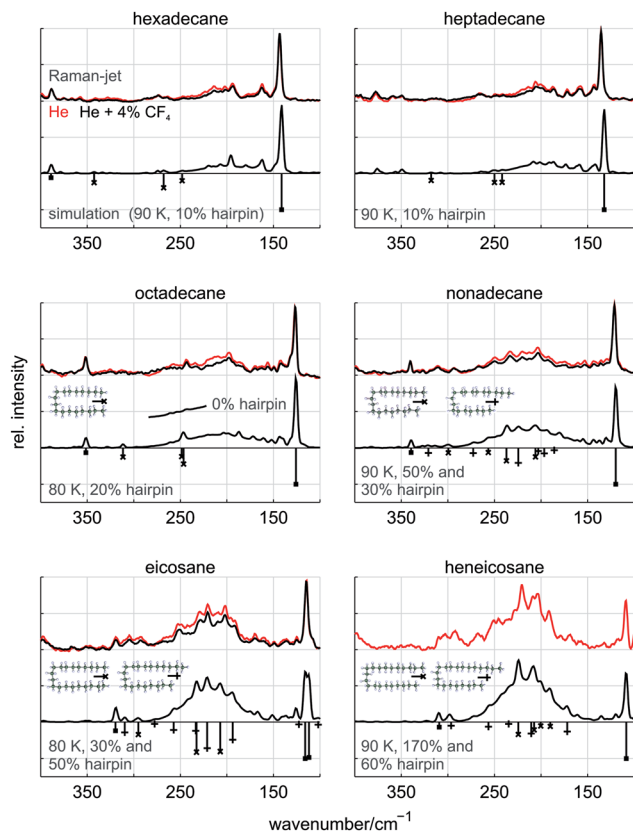 hexadecane
Raman-jet
He He + 4% CF₄
simulation (90 K, 10% hairpin)
350 250 150
heptadecane
90 K, 10% hairpin
350 250 150
rel. intensity
octadecane
0% hairpin
80 K, 20% hairpin
350 250 150
nonadecane
90 K, 50% and
30% hairpin
350 250 150
eicosane
80 K, 30% and
50% hairpin
350 250 150
heneicosane
90 K, 170% and
60% hairpin
350 250 150
wavenumber/cm⁻¹